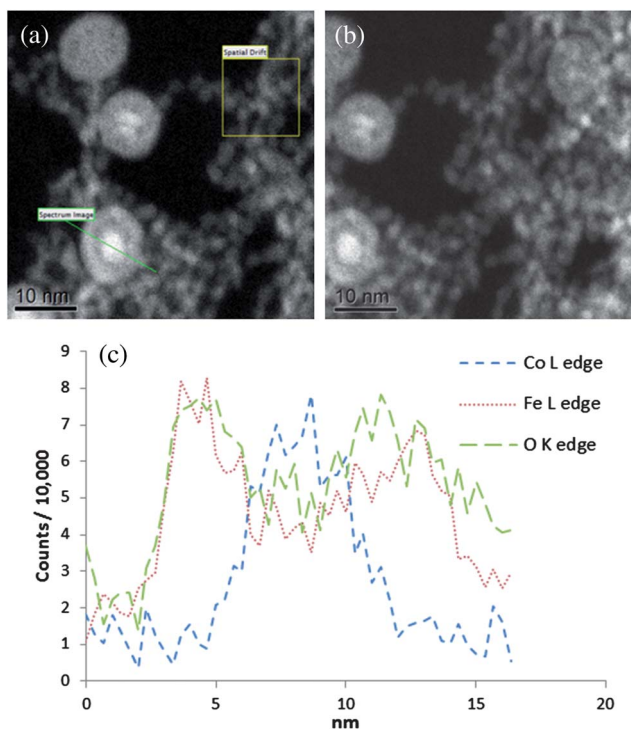 (a)
Spatial Drift
Spectrum Image
10 nm
(b)
10 nm
(c)
9
8
7
6
5
4
3
2
1
0
Counts / 10,000
0
5
10
15
20
nm
Co L edge
Fe L edge
O K edge